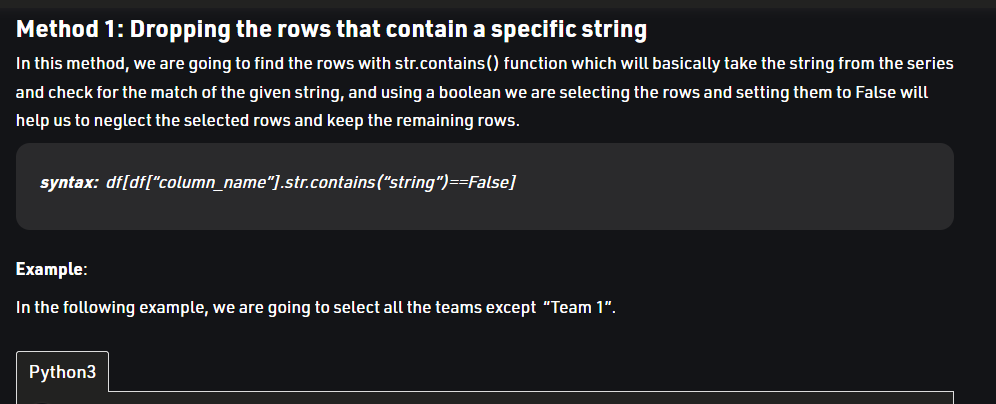 Method 1: Dropping the rows that contain a specific string
In this method, we are going to find the rows with str.contains() function which will basically take the string from the series
and check for the match of the given string, and using a boolean we are selecting the rows and setting them to False will
help us to neglect the selected rows and keep the remaining rows.
syntax: df[df[“column_name”].str.contains(“string”)==False]
Example:
In the following example, we are going to select all the teams except “Team 1”.
Python3